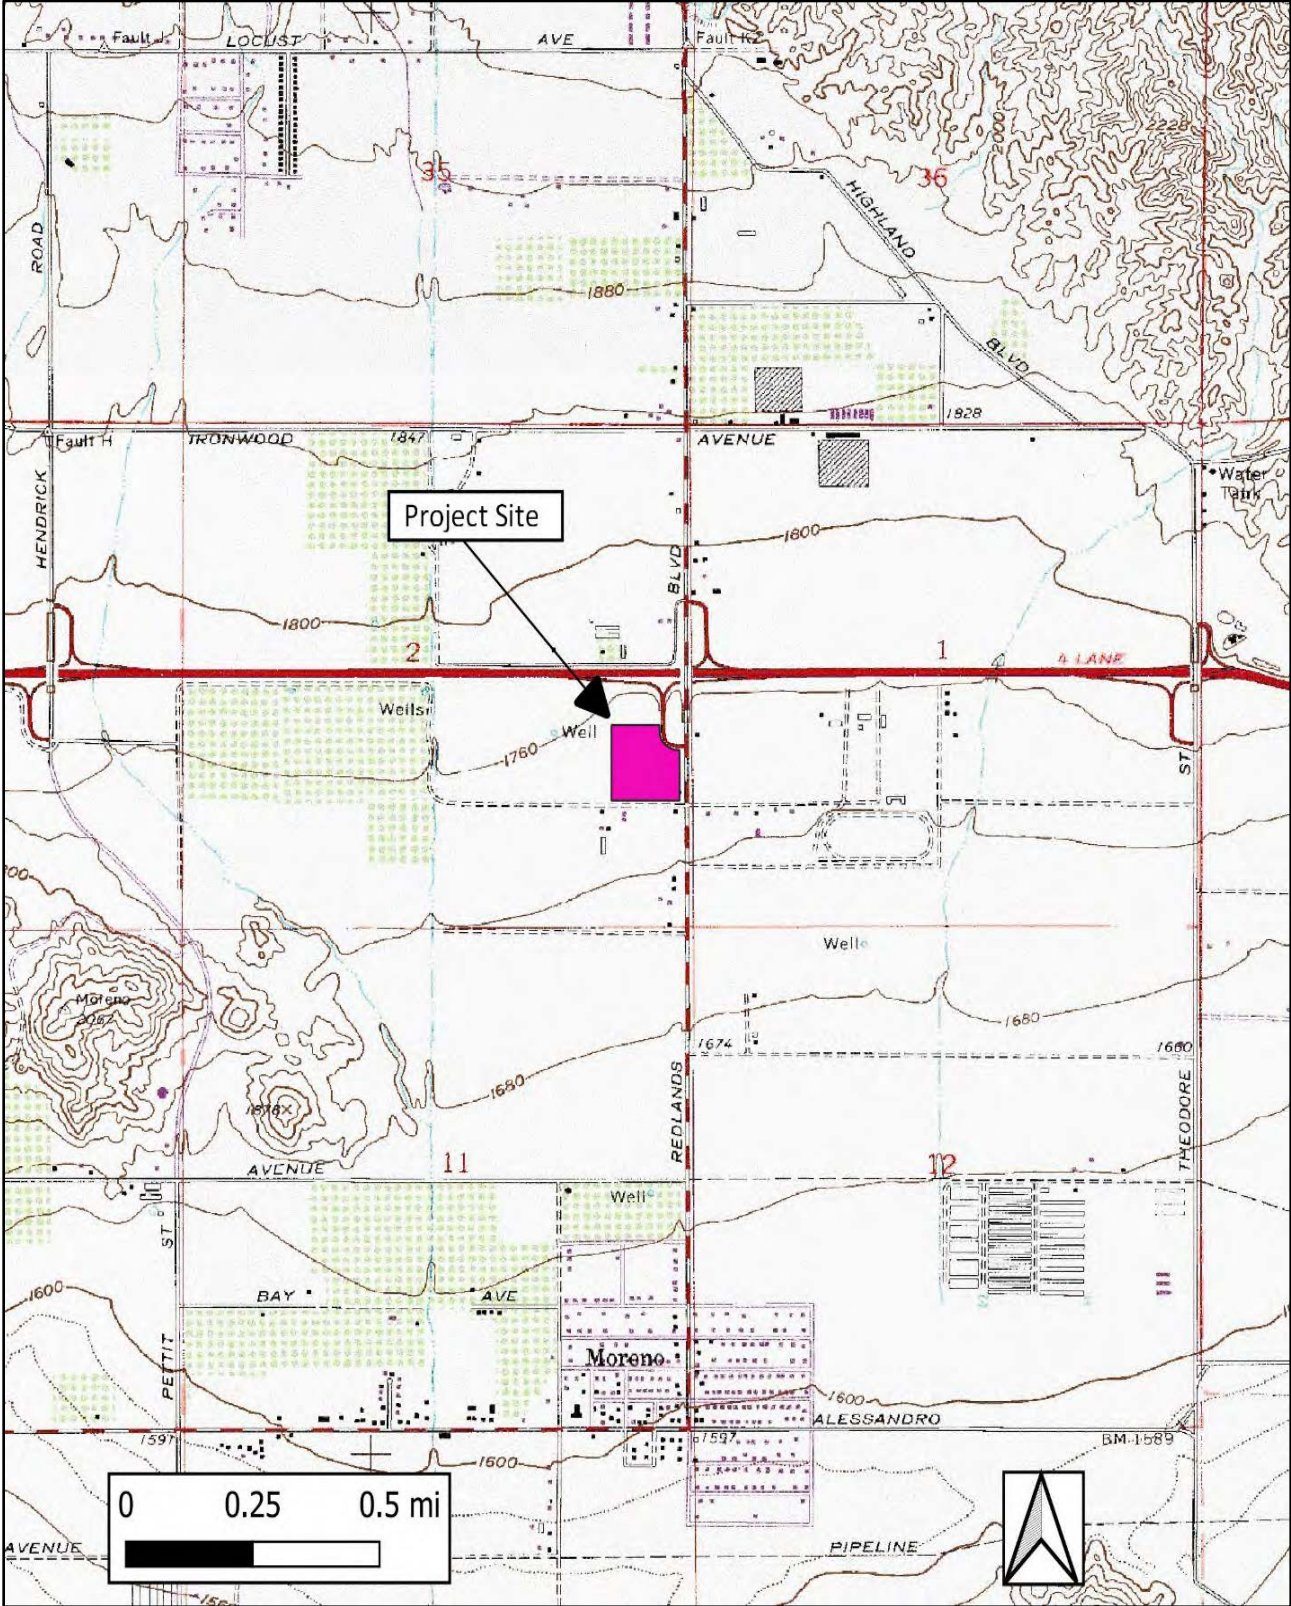 Fault J
LOCUST
AVE
Fault K
2228
2000
35
36
HIGHLAND
ROAD
1880
BLVD
1828
Fault H
IRONWOOD
1847
AVENUE
Water
Tank
Project Site
HENDRICK
BLVD
1800
1800
2
1
4 LANE
Wells
Well
1760
ST
Well
Moreno
2067
1680
1674
1660
1680
1878X
REDLANDS
THEODORE
AVENUE
11
12
Well
ST
1600
BAY
AVE
PETTIT
Moreno
1600
ALESSANDRO
1597
1597
BM 1589
1600
0 0.25 0.5 mi
AVENUE
PIPELINE